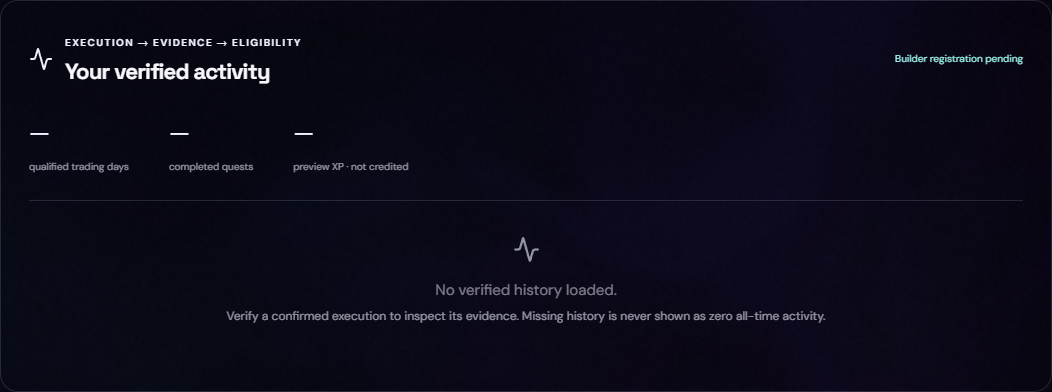 EXECUTION → EVIDENCE → ELIGIBILITY
Your verified activity
Builder registration pending
— — —
qualified trading days completed quests preview XP · not credited
No verified history loaded.
Verify a confirmed execution to inspect its evidence. Missing history is never shown as zero all-time activity.